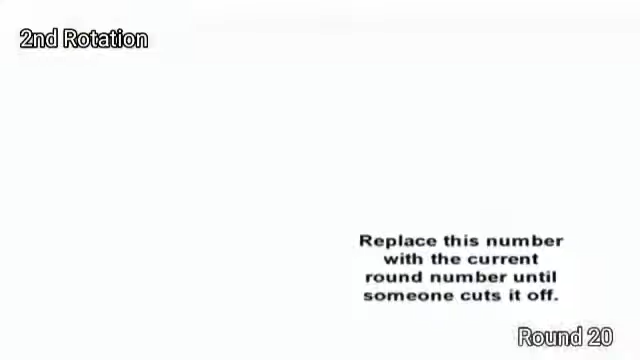 2nd Rotation
Replace this number
with the current
round number until
someone cuts it off.
Round 20